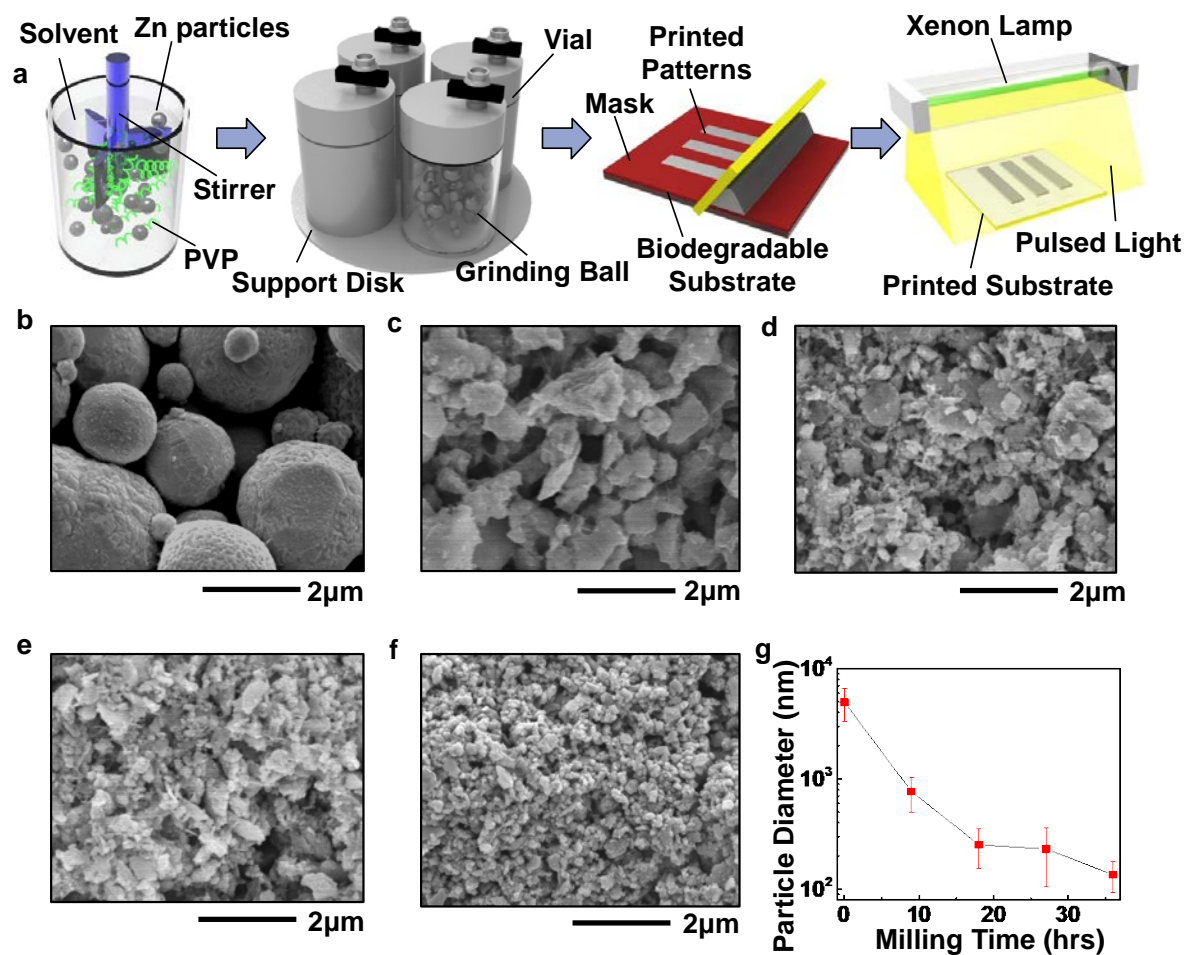 Solvent
Zn particles
Vial
Printed
Patterns
Xenon Lamp
a
Mask
Stirrer
PVP
Support Disk
Grinding Ball
Biodegradable
Substrate
Pulsed Light
Printed Substrate
b
c
d
2µm
2µm
2µm
e
f
g
2µm
2µm
10⁴
10³
10²
Particle Diameter (nm)
0
10
20
30
Milling Time (hrs)